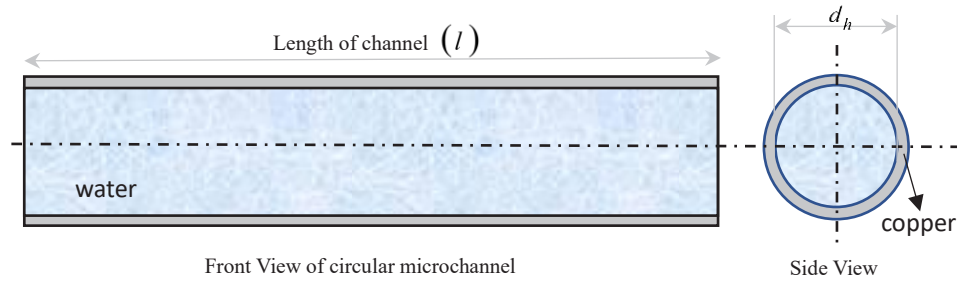 Length of channel (l)
d_h
water
copper
Front View of circular microchannel
Side View